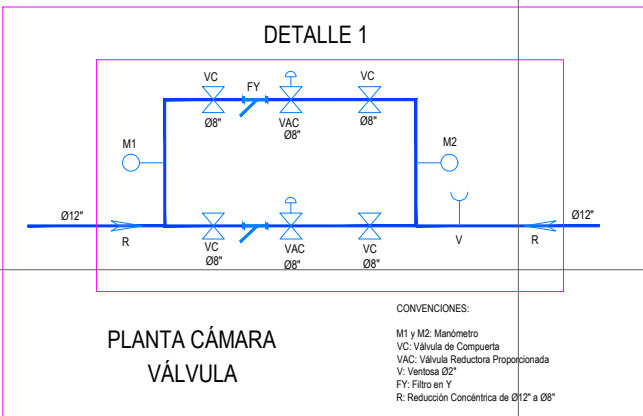 DETALLE 1
VC
FY
VC
Ø8"
VAC
Ø8"
Ø8"
M1
M2
Ø12"
Ø12"
R
VC
Ø8"
VAC
Ø8"
VC
Ø8"
V
R
PLANTA CÁMARA
VÁLVULA
CONVENCIONES:
M1 y M2: Manómetro
VC: Válvula de Compuerta
VAC: Válvula Reductora Proporcionada
V: Ventosa Ø2"
FY: Filtro en Y
R: Reducción Concéntrica de Ø12" a Ø8"